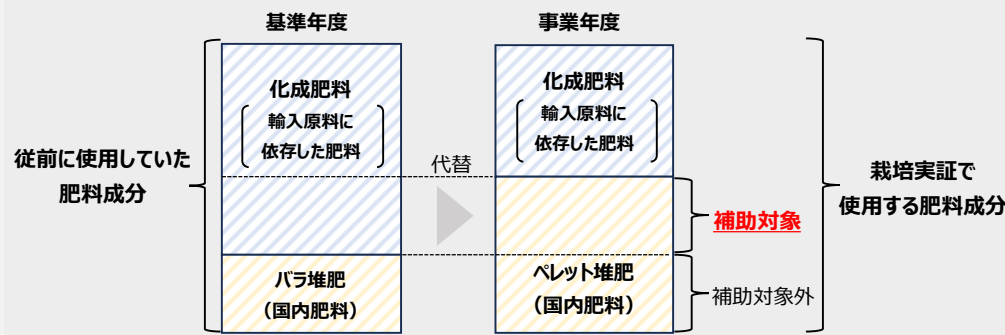 基準年度
事業年度
化成肥料
輸入原料に
依存した肥料
化成肥料
輸入原料に
依存した肥料
従前に使用していた
肥料成分
代替
栽培実証で
使用する肥料成分
補助対象
バラ堆肥
（国内肥料）
ペレット堆肥
（国内肥料）
補助対象外